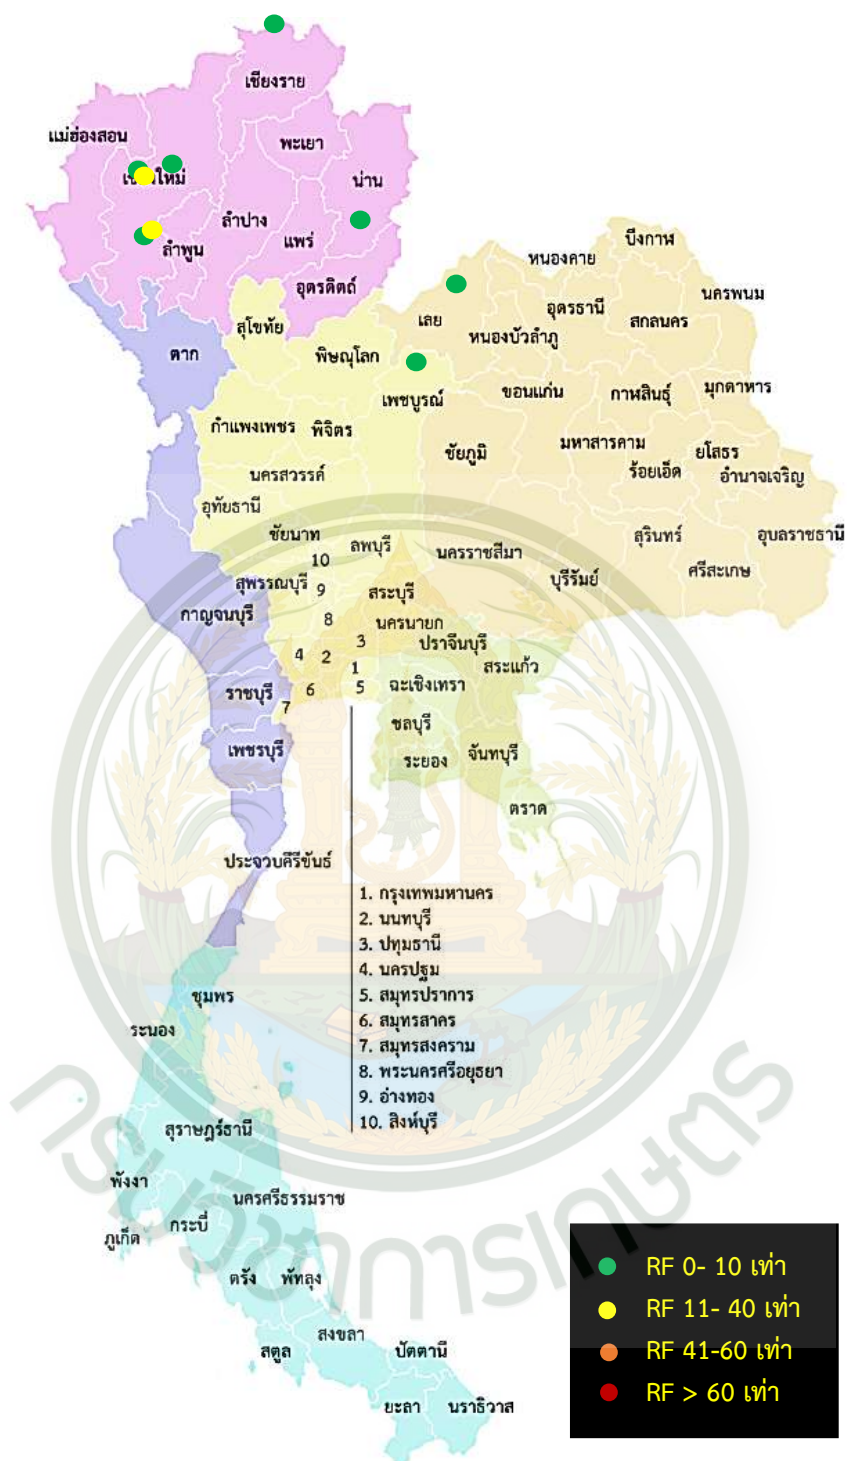 เชียงราย
แม่ฮ่องสอน
พะเยา
เชียงใหม่
น่าน
ลำปาง
แพร่
ลำพูน
อุตรดิตถ์
บึงกาฬ
หนองคาย
นครพนม
เลย
อุดรธานี
สกลนคร
หนองบัวลำภู
สุโขทัย
ตาก
พิษณุโลก
เพชบูรณ์
ขอนแก่น
กาฬสินธุ์
มุกดาหาร
กำแพงเพชร
พิจิตร
ชัยภูมิ
มหาสารคาม
ร้อยเอ็ด
ยโสธร
อำนาจเจริญ
นครสวรรค์
อุทัยธานี
ชัยนาท
ลพบุรี
นครราชสีมา
สุรินทร์
อุบลราชธานี
บุรีรัมย์
ศรีสะเกษ
10
สุพรรณบุรี
9
สระบุรี
กาญจนบุรี
8
นครนายก
3
ปราจีนบุรี
4
2
1
สระแก้ว
ราชบุรี
6
5
ฉะเชิงเทรา
7
ชลบุรี
เพชรบุรี
ระยอง
จันทบุรี
ตราด
ประจวบคีรีขันธ์
1. กรุงเทพมหานคร
2. นนทบุรี
3. ปทุมธานี
4. นครปฐม
5. สมุทรปราการ
6. สมุทรสาคร
7. สมุทรสงคราม
8. พระนครศรีอยุธยา
9. อ่างทอง
10. สิงห์บุรี
ชุมพร
ระนอง
สุราษฎร์ธานี
พังงา
นครศรีธรรมราช
กระบี่
ภูเก็ต
ตรัง
พัทลุง
สงขลา
สตูล
ปัตตานี
ยะลา
นราธิวาส
กรมวิชาการเกษตร
RF 0- 10 เท่า
RF 11- 40 เท่า
RF 41-60 เท่า
RF > 60 เท่า